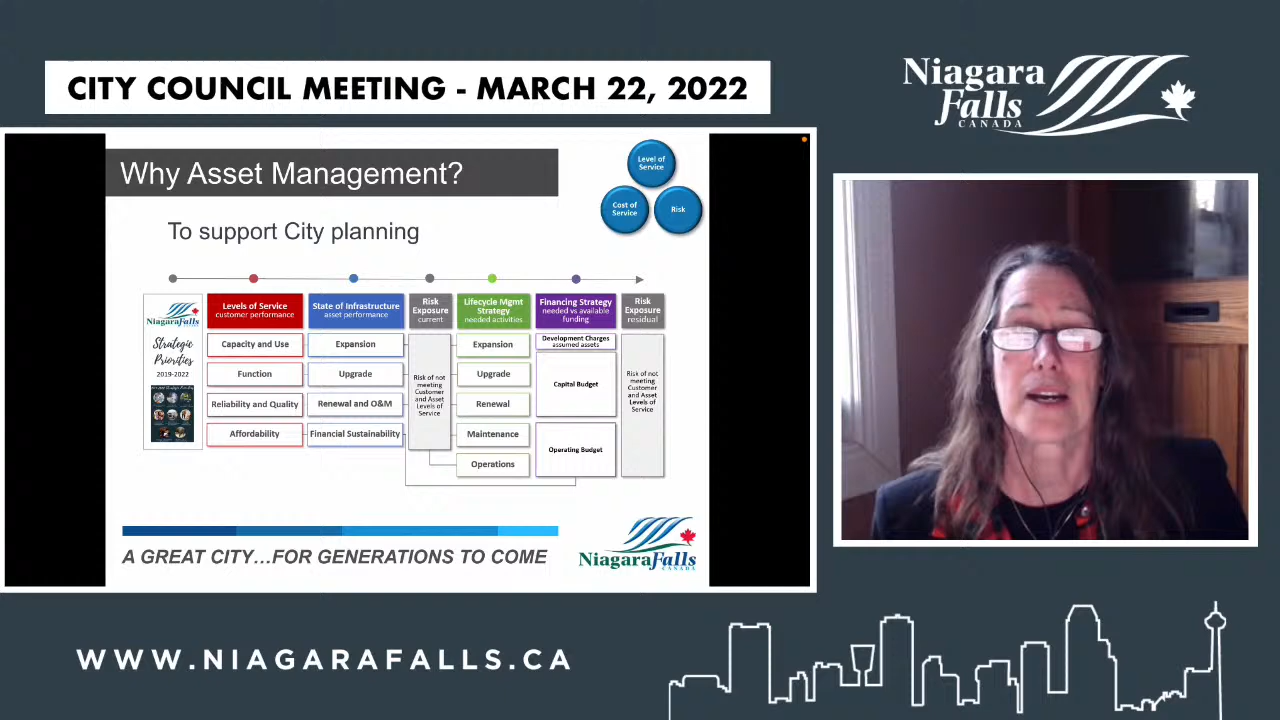 CITY COUNCIL MEETING - MARCH 22, 2022
Niagara
Falls
CANADA
Why Asset Management?
Level of
Service
Cost of
Service
Risk
To support City planning
NiagaraFalls
Strategic
Priorities
2019-2022
Levels of Service
customer performance
Capacity and Use
Function
Reliability and Quality
Affordability
State of Infrastructure
asset performance
Expansion
Upgrade
Renewal and O&M
Financial Sustainability
Risk
Exposure
current
Risk of not
meeting
Customer
and Asset
Levels of
Service
Lifecycle Mgmt
Strategy
needed activities
Expansion
Upgrade
Renewal
Maintenance
Operations
Financing Strategy
needed vs available
funding
Development Charges
assumed assets
Capital Budget
Operating Budget
Risk
Exposure
residual
Risk of not
meeting
Customer
and Asset
Levels of
Service
A GREAT CITY...FOR GENERATIONS TO COME
NiagaraFalls
CANADA
WWW.NIAGARAFALLS.CA